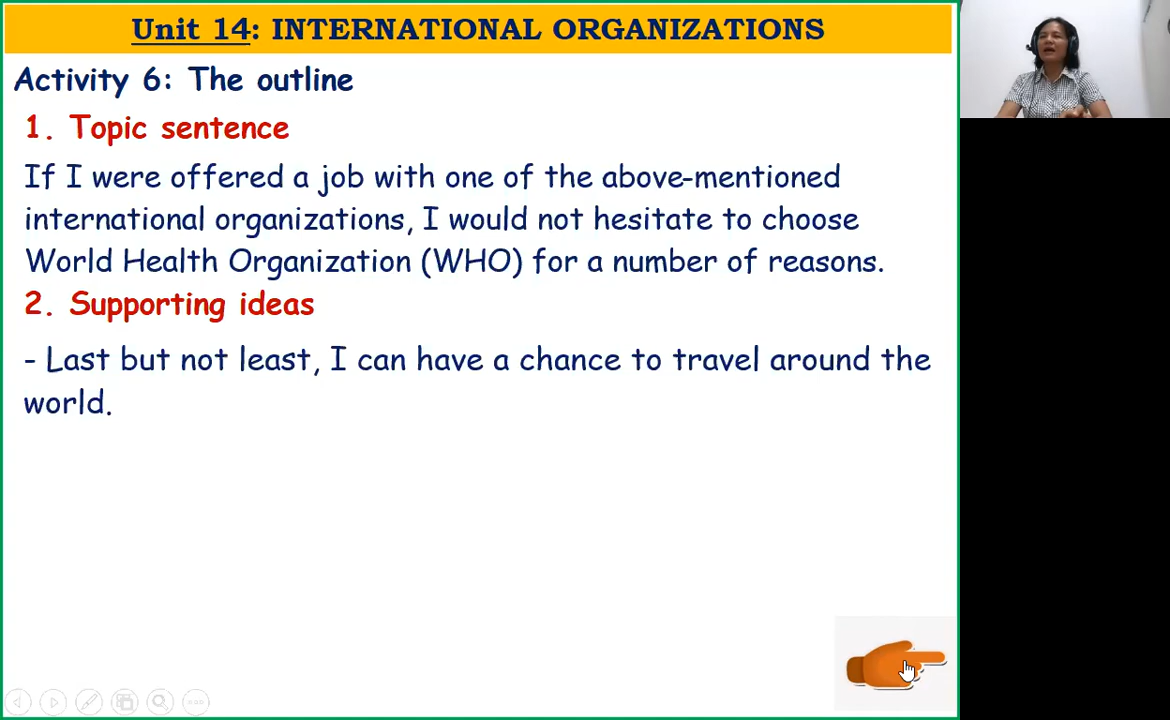 Unit 14: INTERNATIONAL ORGANIZATIONS
Activity 6: The outline
1. Topic sentence
If I were offered a job with one of the above-mentioned
international organizations, I would not hesitate to choose
World Health Organization (WHO) for a number of reasons.
2. Supporting ideas
- Last but not least, I can have a chance to travel around the
world.